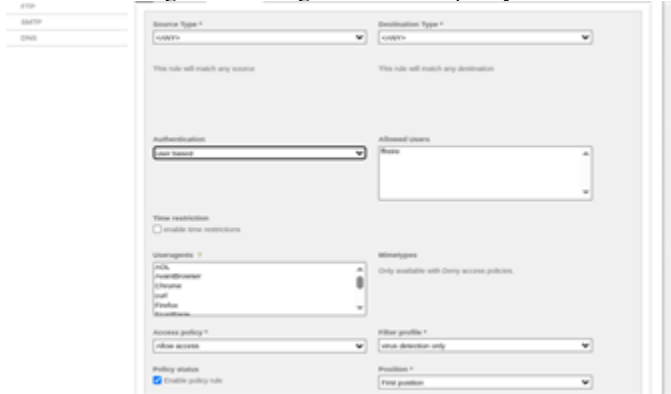 FTP
SMTP
DNS
Source Type *
Destination Type *
<ANY>
<ANY>
This rule will match any source
This rule will match any destination
Authentication
Allowed Users
user based
Time restriction
enable time restrictions
Useragents ?
Mimetypes
AOL
AvantBrowser
Chrome
curl
Firefox
FrontPage
Only available with Deny access policies.
Access policy *
Filter profile *
Allow access
virus detection only
Policy status
Position *
Enable policy rule
First position